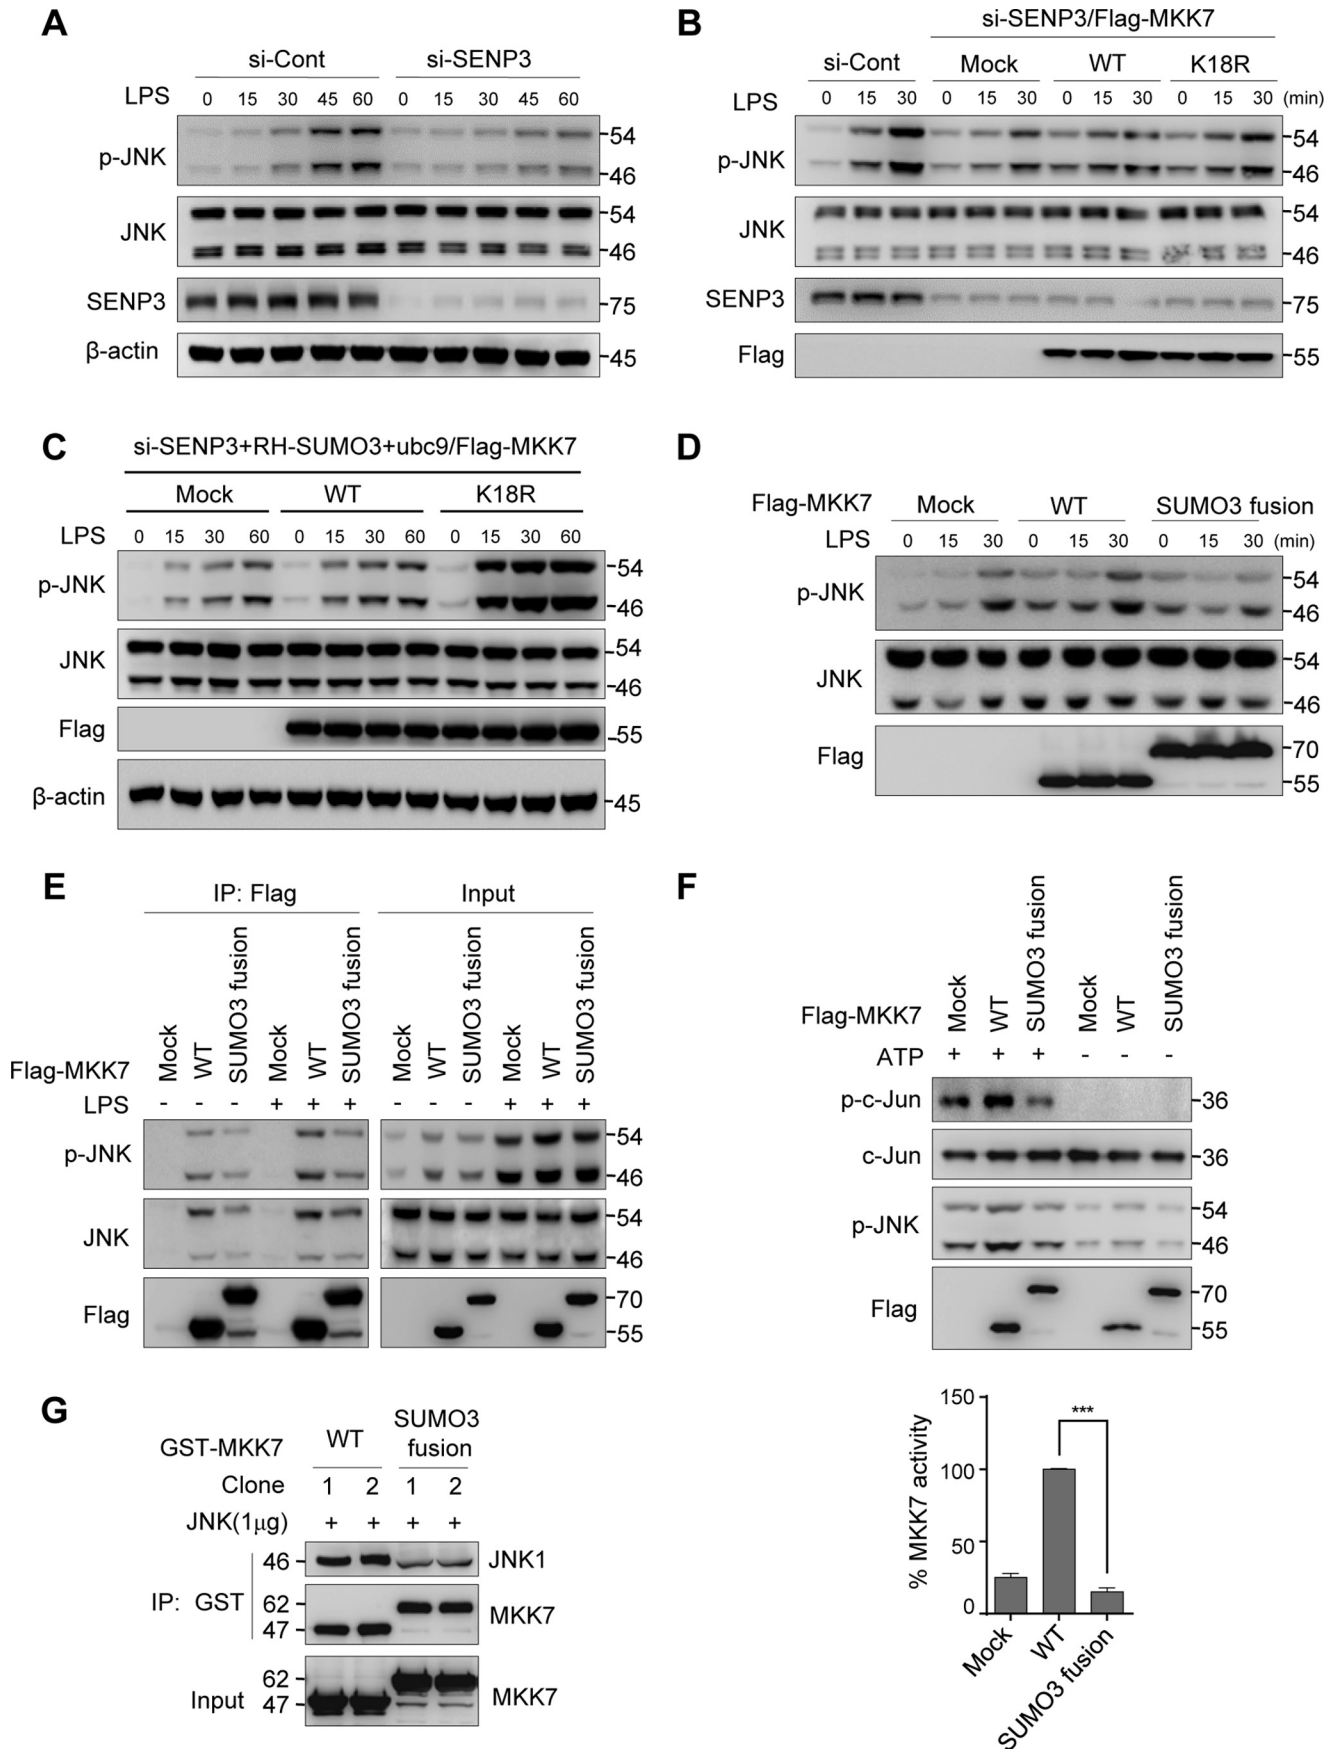 A
si-Cont si-SENP3
LPS 0 15 30 45 60 0 15 30 45 60
p-JNK 54
46
JNK 54
46
SENP3 75
β-actin 45
B
si-SENP3/Flag-MKK7
si-Cont Mock WT K18R
LPS 0 15 30 0 15 30 0 15 30 0 15 30 (min)
p-JNK 54
46
JNK 54
46
SENP3 75
Flag 55
C
si-SENP3+RH-SUMO3+ubc9/Flag-MKK7
Mock WT K18R
LPS 0 15 30 60 0 15 30 60 0 15 30 60
p-JNK 54
46
JNK 54
46
Flag 55
β-actin 45
D
Flag-MKK7 Mock WT SUMO3 fusion
LPS 0 15 30 0 15 30 0 15 30 (min)
p-JNK 54
46
JNK 54
46
Flag 70
55
E
IP: Flag Input
Flag-MKK7 Mock WT SUMO3 fusion Mock WT SUMO3 fusion Mock WT SUMO3 fusion Mock WT SUMO3 fusion
LPS - - - + + + - - - + + +
p-JNK 54
46
JNK 54
46
Flag 70
55
F
Flag-MKK7 Mock WT SUMO3 fusion Mock WT SUMO3 fusion
ATP + + + - - -
p-c-Jun 36
c-Jun 36
p-JNK 54
46
Flag 70
55
% MKK7 activity
150
100
50
0
***
Mock WT SUMO3 fusion
G
GST-MKK7 WT SUMO3
fusion
Clone 1 2 1 2
JNK(1µg) + + + +
IP: GST
46 JNK1
62
47 MKK7
Input 62
47 MKK7